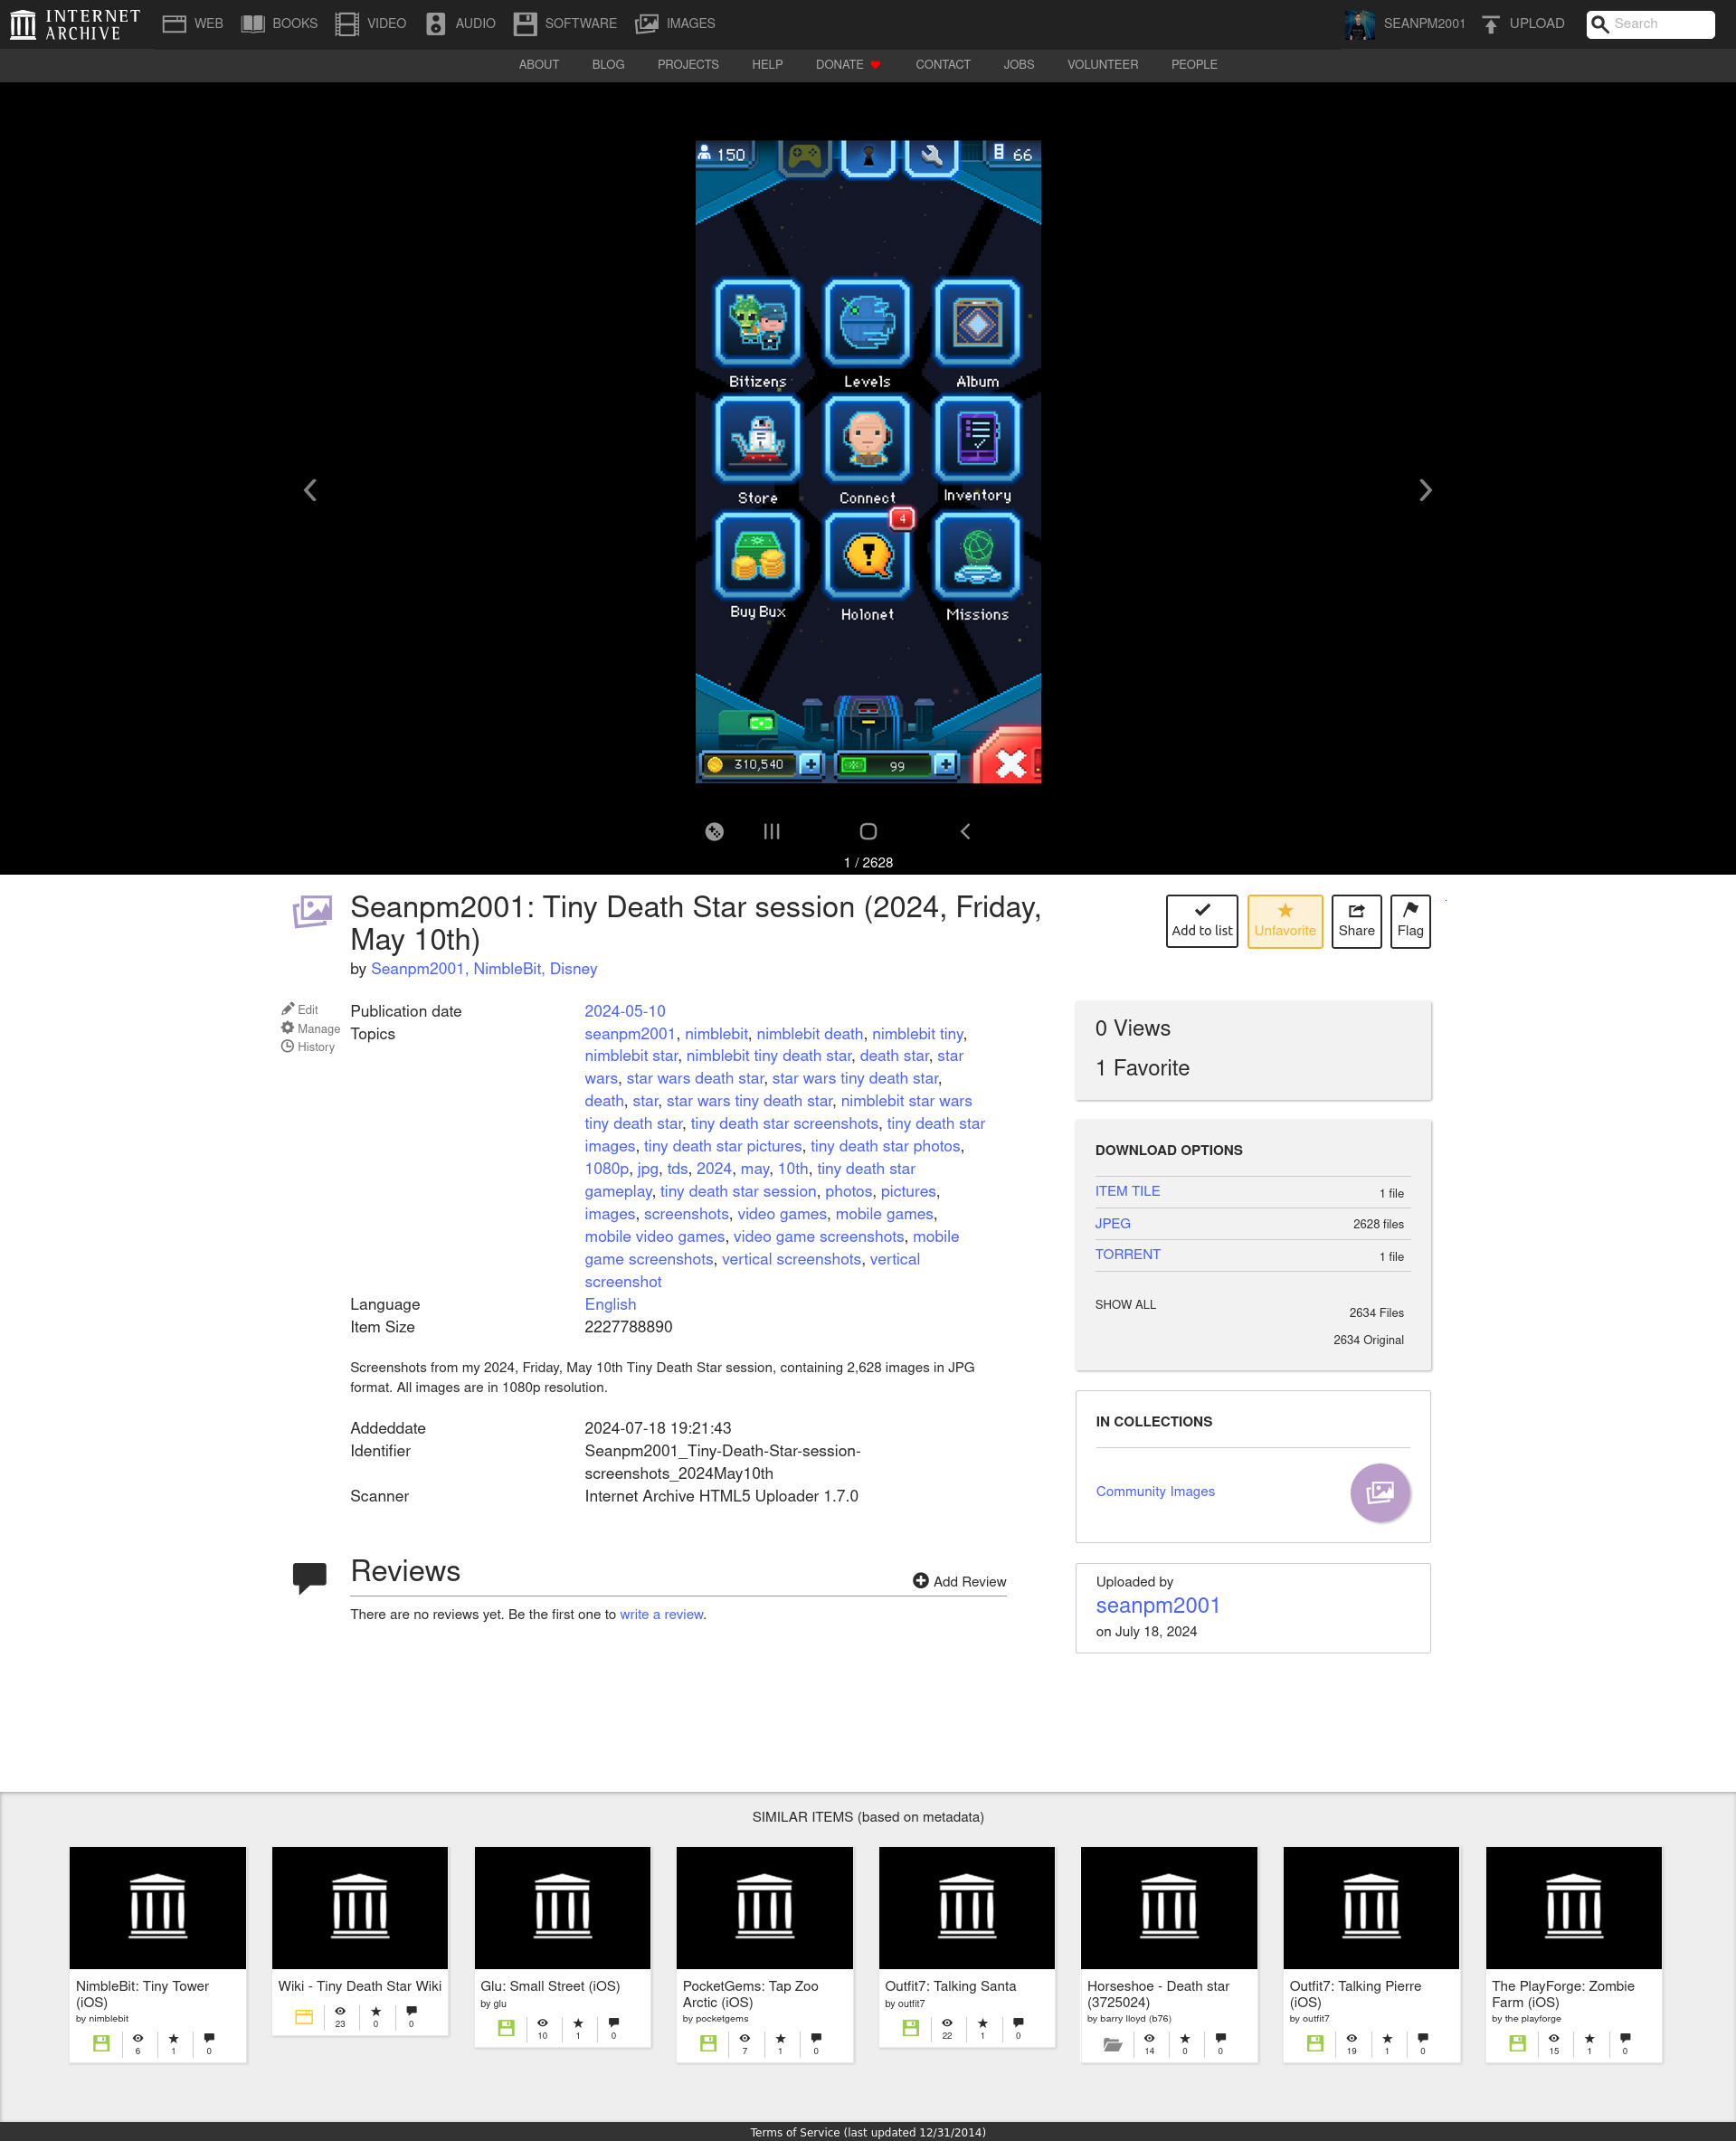 INTERNET
ARCHIVE
WEB BOOKS VIDEO AUDIO SOFTWARE IMAGES SEANPM2001 UPLOAD Search
ABOUT BLOG PROJECTS HELP DONATE CONTACT JOBS VOLUNTEER PEOPLE
150 66
Bitizens Levels Album
Store Connect Inventory
4
Buy Bux Holonet Missions
310,540 99
1 / 2628
Seanpm2001: Tiny Death Star session (2024, Friday,
May 10th)
by Seanpm2001, NimbleBit, Disney
Add to list Unfavorite Share Flag
Edit
Manage
History
Publication date 2024-05-10
Topics seanpm2001, nimblebit, nimblebit death, nimblebit tiny,
nimblebit star, nimblebit tiny death star, death star, star
wars, star wars death star, star wars tiny death star,
death, star, star wars tiny death star, nimblebit star wars
tiny death star, tiny death star screenshots, tiny death star
images, tiny death star pictures, tiny death star photos,
1080p, jpg, tds, 2024, may, 10th, tiny death star
gameplay, tiny death star session, photos, pictures,
images, screenshots, video games, mobile games,
mobile video games, video game screenshots, mobile
game screenshots, vertical screenshots, vertical
screenshot
Language English
Item Size 2227788890
Screenshots from my 2024, Friday, May 10th Tiny Death Star session, containing 2,628 images in JPG
format. All images are in 1080p resolution.
Addeddate 2024-07-18 19:21:43
Identifier Seanpm2001_Tiny-Death-Star-session-
screenshots_2024May10th
Scanner Internet Archive HTML5 Uploader 1.7.0
Reviews
Add Review
There are no reviews yet. Be the first one to write a review.
0 Views
1 Favorite
DOWNLOAD OPTIONS
ITEM TILE 1 file
JPEG 2628 files
TORRENT 1 file
SHOW ALL 2634 Files
2634 Original
IN COLLECTIONS
Community Images
Uploaded by
seanpm2001
on July 18, 2024
SIMILAR ITEMS (based on metadata)
NimbleBit: Tiny Tower
(iOS)
by nimblebit
6 1 0
Wiki - Tiny Death Star Wiki
23 0 0
Glu: Small Street (iOS)
by glu
10 1 0
PocketGems: Tap Zoo
Arctic (iOS)
by pocketgems
7 1 0
Outfit7: Talking Santa
by outfit7
22 1 0
Horseshoe - Death star
(3725024)
by barry lloyd (b76)
14 0 0
Outfit7: Talking Pierre
(iOS)
by outfit7
19 1 0
The PlayForge: Zombie
Farm (iOS)
by the playforge
15 1 0
Terms of Service (last updated 12/31/2014)